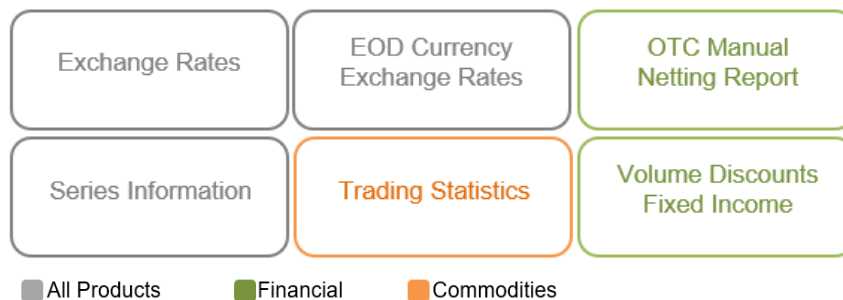 Exchange Rates
EOD Currency
Exchange Rates
OTC Manual
Netting Report
Series Information
Trading Statistics
Volume Discounts
Fixed Income
All Products
Financial
Commodities